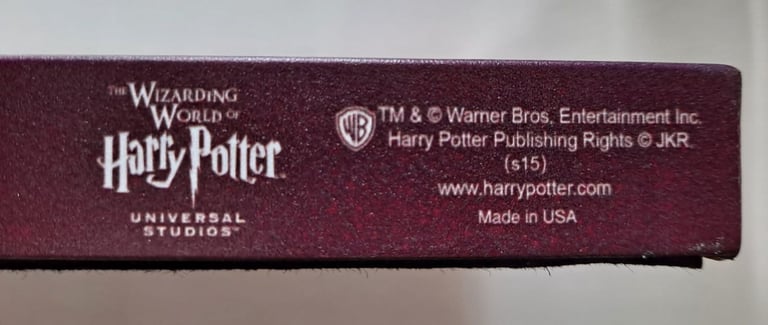 THE WIZARDING
WORLD OF
Harry Potter
UNIVERSAL
STUDIOS™
WB
TM & © Warner Bros. Entertainment Inc.
Harry Potter Publishing Rights © JKR.
(s15)
www.harrypotter.com
Made in USA